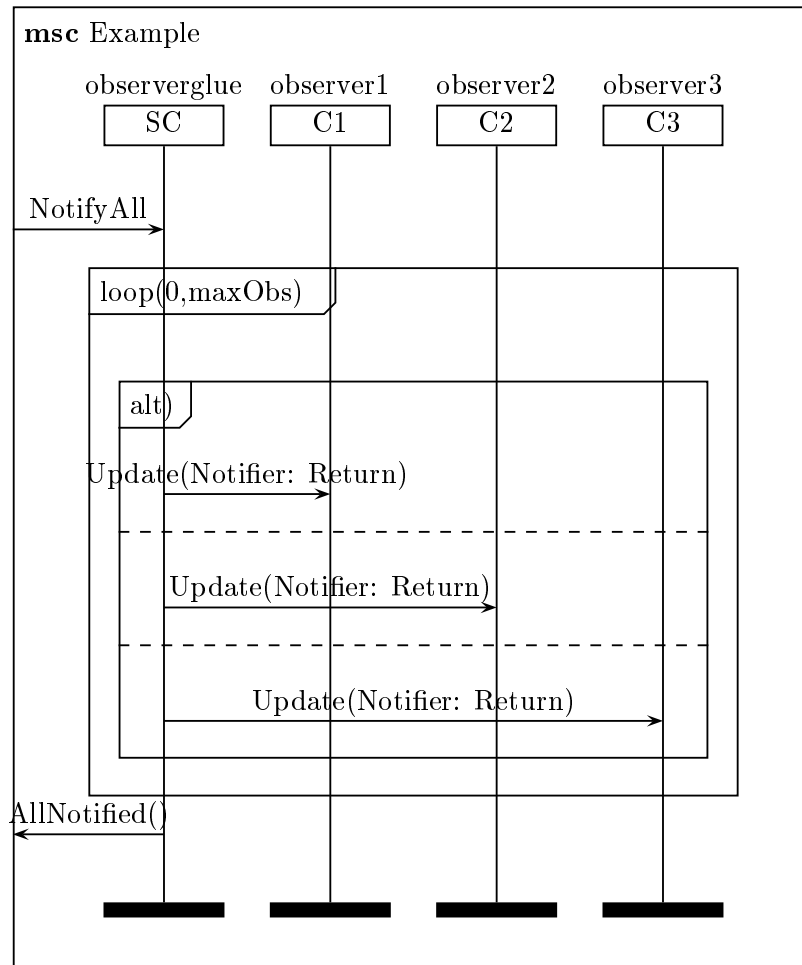 msc Example
observerglue observer1 observer2 observer3
SC C1 C2 C3
NotifyAll
loop(0,maxObs)
alt)
Update(Notifier: Return)
Update(Notifier: Return)
Update(Notifier: Return)
AllNotified()